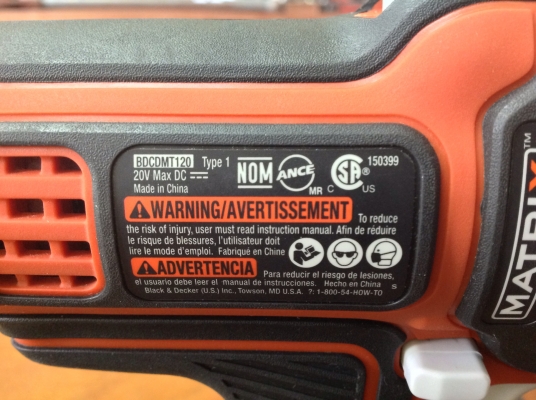 BDCDMT120 Type 1
20V Max DC
Made in China
NOM
ANCE
MR
C
SA
US
150399
WARNING/AVERTISSEMENT To reduce
the risk of injury, user must read instruction manual. Afin de réduire
le risque de blessures, l'utilisateur doit
lire le mode d'emploi. Fabriqué en Chine
ADVERTENCIA Para reducir el riesgo de lesiones,
el usuario debe leer el manual de instrucciones. Hecho en China S
Black & Decker (U.S.) Inc., Towson, MD U.S.A. ?: 1-800-54-HOW-TO
MATRIX™